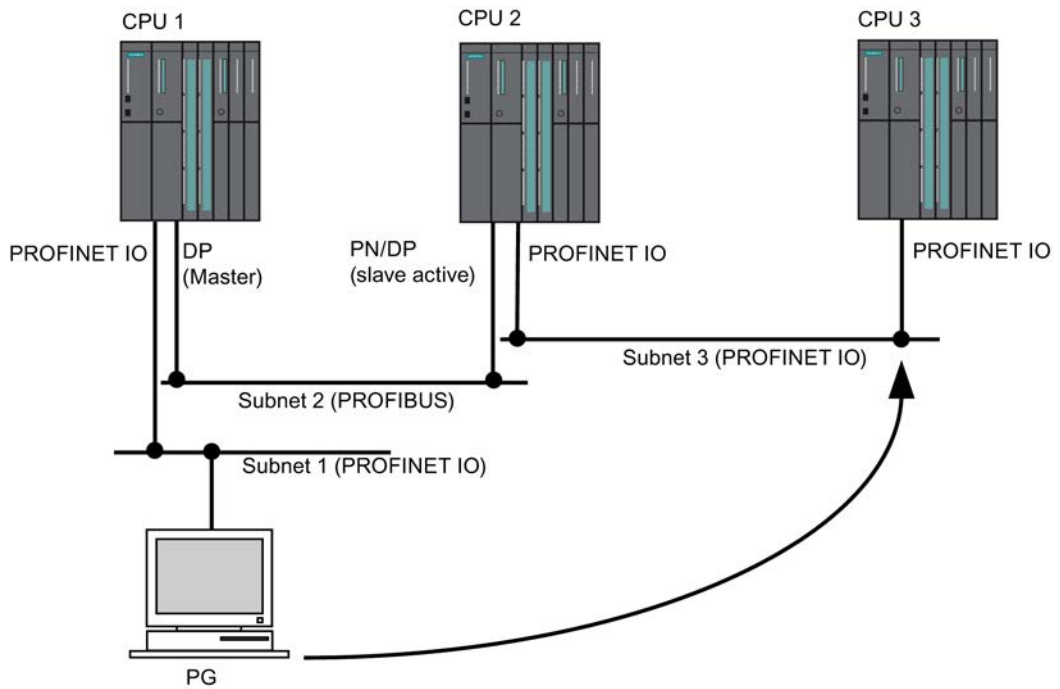 CPU 1
CPU 2
CPU 3
PROFINET IO
DP
(Master)
PN/DP
(slave active)
PROFINET IO
PROFINET IO
Subnet 3 (PROFINET IO)
Subnet 2 (PROFIBUS)
Subnet 1 (PROFINET IO)
PG